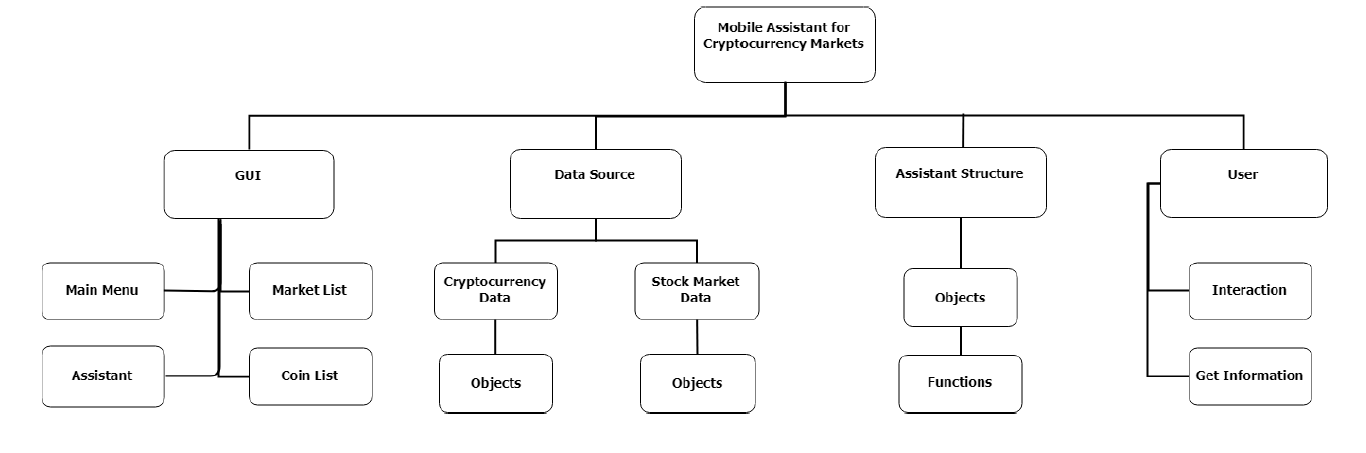 Mobile Assistant for
Cryptocurrency Markets
GUI
Data Source
Assistant Structure
User
Main Menu
Market List
Cryptocurrency
Data
Stock Market
Data
Objects
Interaction
Assistant
Coin List
Objects
Objects
Functions
Get Information